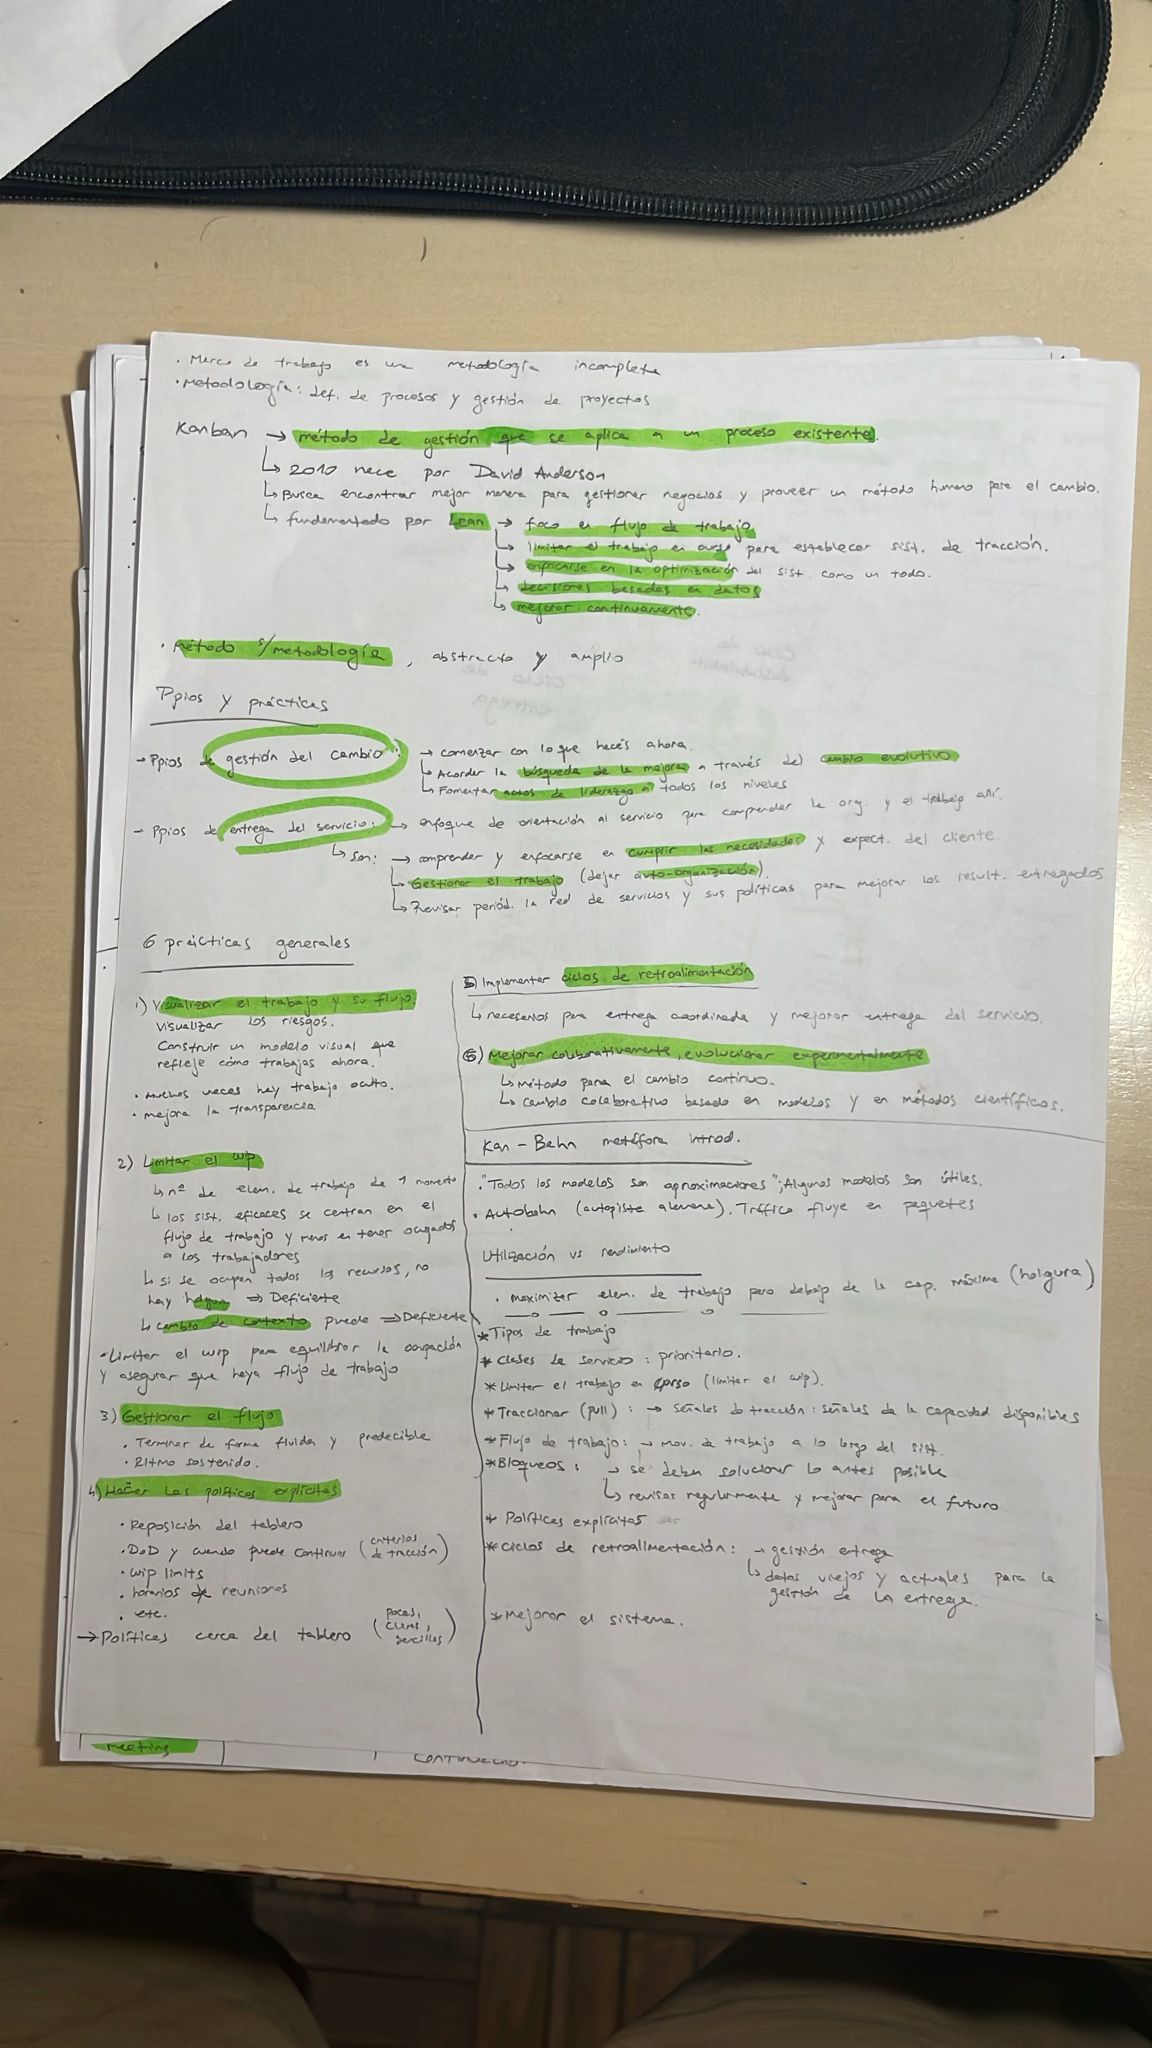 · Marco de trabajo es una metodología incompleta
· Metodología: def. de procesos y gestión de proyectos
Kanban → método de gestión que se aplica a un proceso existente.
↳ 2010 nace por David Anderson
↳ Busca encontrar mejor manera para gestionar negocios y proveer un método humano para el cambio.
↳ fundamentado por Lean → foco en flujo de trabajo
↳ limitar el trabajo en curso para establecer sist. de tracción.
↳ enfocarse en la optimización del sist. como un todo.
↳ decisiones basadas en datos
↳ mejorar continuamente.
· Método s/metodología, abstracto y amplio
Ppios y prácticas
→ Ppios de gestión del cambio: → comenzar con lo que hacés ahora.
↳ Acordar la búsqueda de la mejora a través del cambio evolutivo
↳ Fomentar actos de liderazgo a todos los niveles
→ Ppios de entrega del servicio: → enfoque de orientación al servicio para comprender la org. y el trabajo ahí.
↳ Son: → comprender y enfocarse en cumplir las necesidades y expect. del cliente.
↳ Gestionar el trabajo (dejar auto-organización).
↳ Revisar periód. la red de servicios y sus políticas para mejorar los result. entregados
6 prácticas generales
1) Visualizar el trabajo y su flujo
Visualizar los riesgos.
Construir un modelo visual que
refleje cómo trabajas ahora.
· Muchas veces hay trabajo oculto.
· mejora la transparencia
2) Limitar el wip
↳ nº de elem. de trabajo de 1 momento
↳ los sist. eficaces se centran en el
flujo de trabajo y menos en tener ocupados
a los trabajadores
↳ si se ocupan todos los recursos, no
hay holgura ⇒ Deficiente
↳ cambio de contexto puede ⇒ Deficiente
· Limitar el wip para equilibrar la ocupación
y asegurar que haya flujo de trabajo
3) Gestionar el flujo
· Terminar de forma fluida y predecible
· Ritmo sostenido.
4) Hacer las políticas explícitas
· Reposición del tablero
· DoD y cuando puede continuar (criterios de tracción)
· wip limits
· horarios de reuniones
· etc.
→ Políticas cerca del tablero (pocas, claras, sencillas)
5) Implementar ciclos de retroalimentación
↳ necesarios para entrega coordinada y mejorar entrega del servicio.
6) Mejorar colaborativamente, evolucionar experimentalmente
↳ Método para el cambio continuo.
↳ Cambio colaborativo basado en modelos y en métodos científicos.
Kan - Bahn metáfora introd.
· "Todos los modelos son aproximaciones"; Algunos modelos son útiles.
· Autobahn (autopista alemana). Tráfico fluye en paquetes
Utilización vs rendimiento
· maximizar elem. de trabajo pero debajo de la cap. máxima (holgura)
* Tipos de trabajo
* Clases de servicio: prioritario.
* Limitar el trabajo en curso (limitar el wip).
* Traccionar (pull): → señales de tracción: señales de la capacidad disponibles
* Flujo de trabajo: → mov. de trabajo a lo largo del sist.
* Bloqueos: → se deben solucionar lo antes posible
↳ revisar regularmente y mejorar para el futuro
* Políticas explícitas
* Ciclos de retroalimentación: → gestión entrega
↳ datos viejos y actuales para la
gestión de la entrega.
* Mejorar el sistema.
meeting